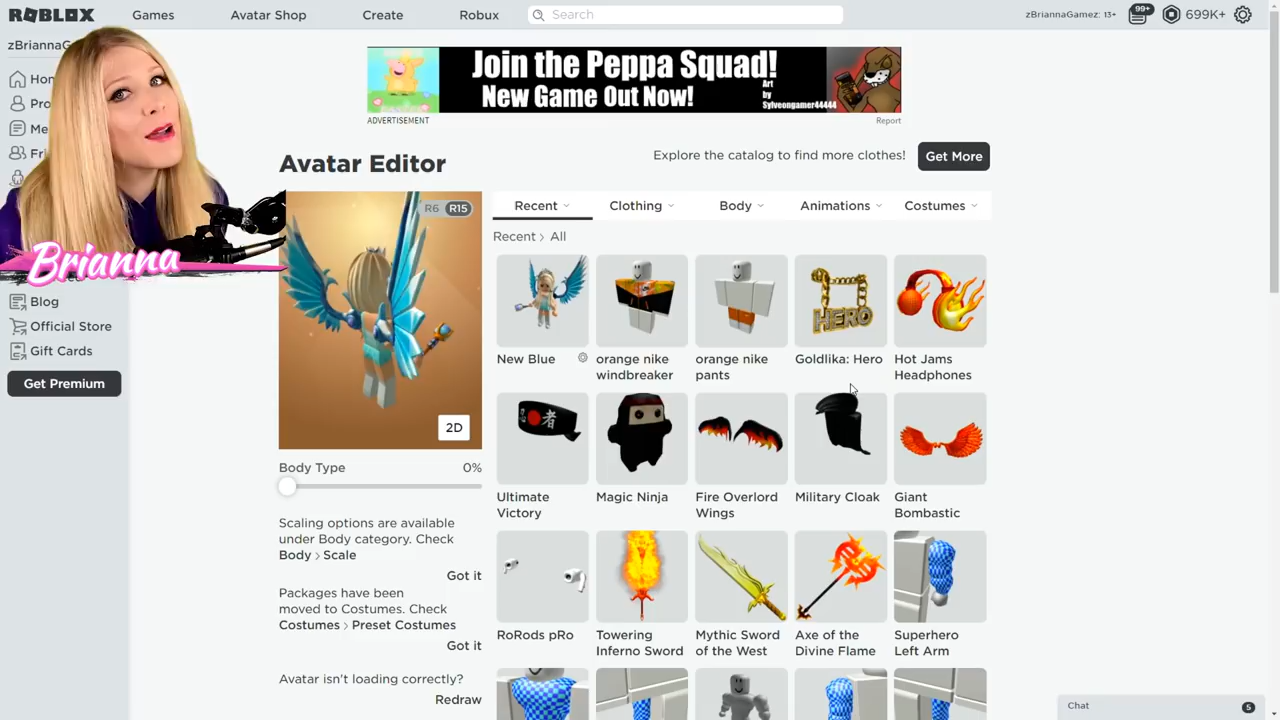 ROBLOX
Games
Avatar Shop
Create
Robux
Search
zBriannaGamez: 13+
99+
699K+
zBriannaG
Hom
Pro
Me
Fri
Brianna
Blog
Official Store
Gift Cards
Get Premium
Join the Peppa Squad!
New Game Out Now!
Art
by
Sylveongamer44444
ADVERTISEMENT
Report
Avatar Editor
Explore the catalog to find more clothes!
Get More
R6
R15
2D
Body Type
0%
Scaling options are available
under Body category. Check
Body > Scale
Got it
Packages have been
moved to Costumes. Check
Costumes > Preset Costumes
Got it
Avatar isn't loading correctly?
Redraw
Recent
Clothing
Body
Animations
Costumes
Recent > All
New Blue
orange nike
windbreaker
orange nike
pants
HERO
Goldlika: Hero
Hot Jams
Headphones
Ultimate
Victory
Magic Ninja
Fire Overlord
Wings
Military Cloak
Giant
Bombastic
RoRods pRo
Towering
Inferno Sword
Mythic Sword
of the West
Axe of the
Divine Flame
Superhero
Left Arm
Chat
5